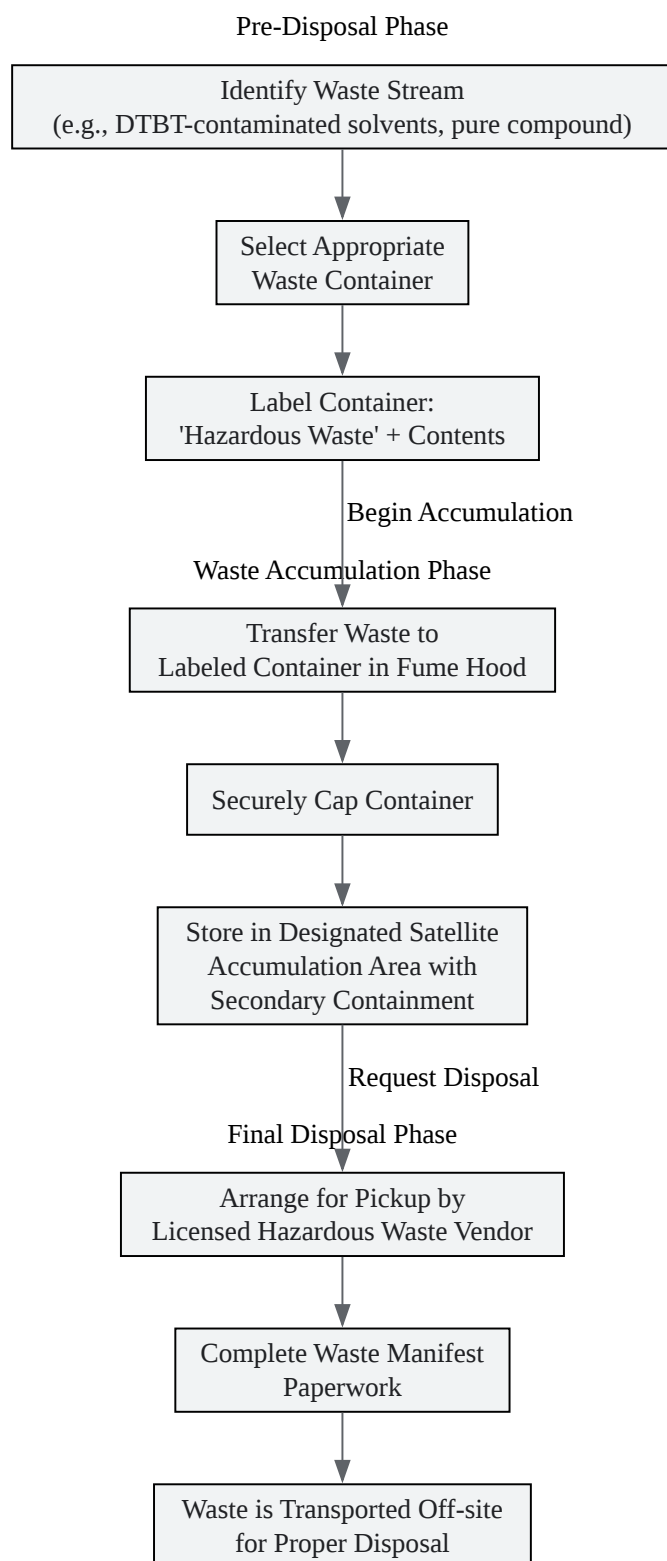 Pre-Disposal Phase
Identify Waste Stream
(e.g., DTBT-contaminated solvents, pure compound)
Select Appropriate
Waste Container
Label Container:
'Hazardous Waste' + Contents
Begin Accumulation
Waste Accumulation Phase
Transfer Waste to
Labeled Container in Fume Hood
Securely Cap Container
Store in Designated Satellite
Accumulation Area with
Secondary Containment
Request Disposal
Final Disposal Phase
Arrange for Pickup by
Licensed Hazardous Waste Vendor
Complete Waste Manifest
Paperwork
Waste is Transported Off-site
for Proper Disposal